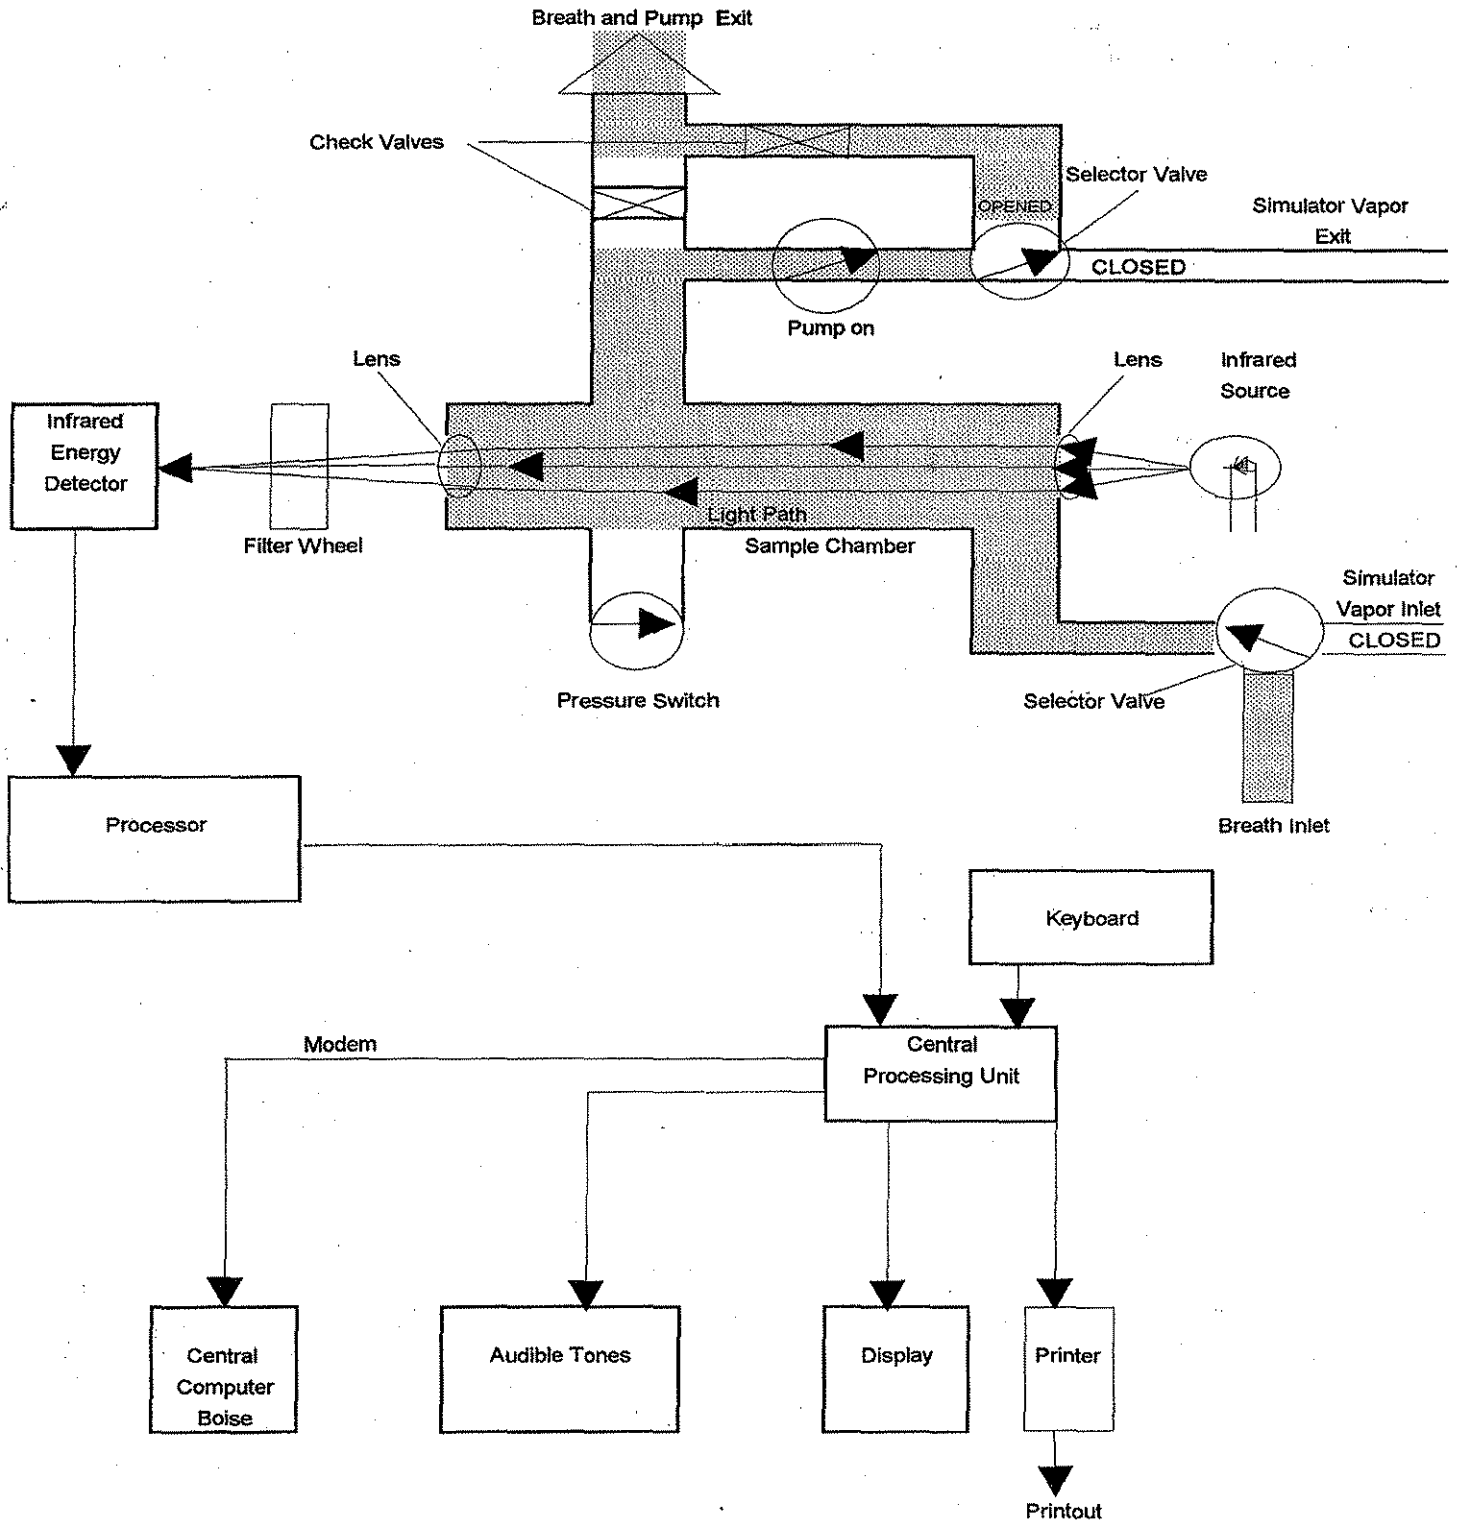 Breath and Pump Exit
Check Valves
Selector Valve
OPENED
Simulator Vapor
Exit
CLOSED
Pump on
Lens
Lens
Infrared
Source
Infrared
Energy
Detector
Light Path
Filter Wheel
Sample Chamber
Simulator
Vapor Inlet
CLOSED
Pressure Switch
Selector Valve
Processor
Breath Inlet
Keyboard
Modem
Central
Processing Unit
Central
Computer
Boise
Audible Tones
Display
Printer
Printout